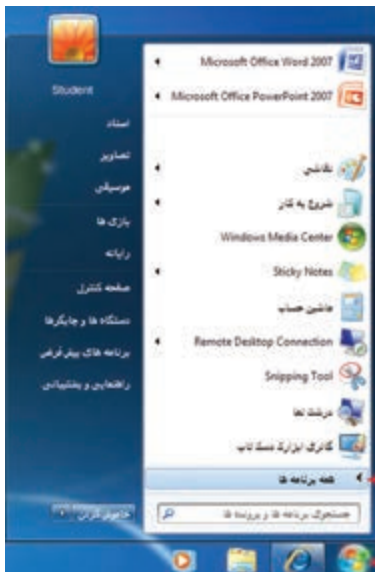 Microsoft Office Word 2007
Microsoft Office PowerPoint 2007
نقاشی
شروع به کار
Windows Media Center
Sticky Notes
ماشین حساب
Remote Desktop Connection
Snipping Tool
درشت نما
گالری ابزارک دسک تاپ
همه برنامه ها
جستجوی برنامه ها و پرونده ها
Student
اسناد
تصاویر
موسیقی
بازی ها
رایانه
صفحه کنترل
دستگاه ها و چاپگرها
برنامه های پیش فرض
راهنمایی و پشتیبانی
خاموش کردن